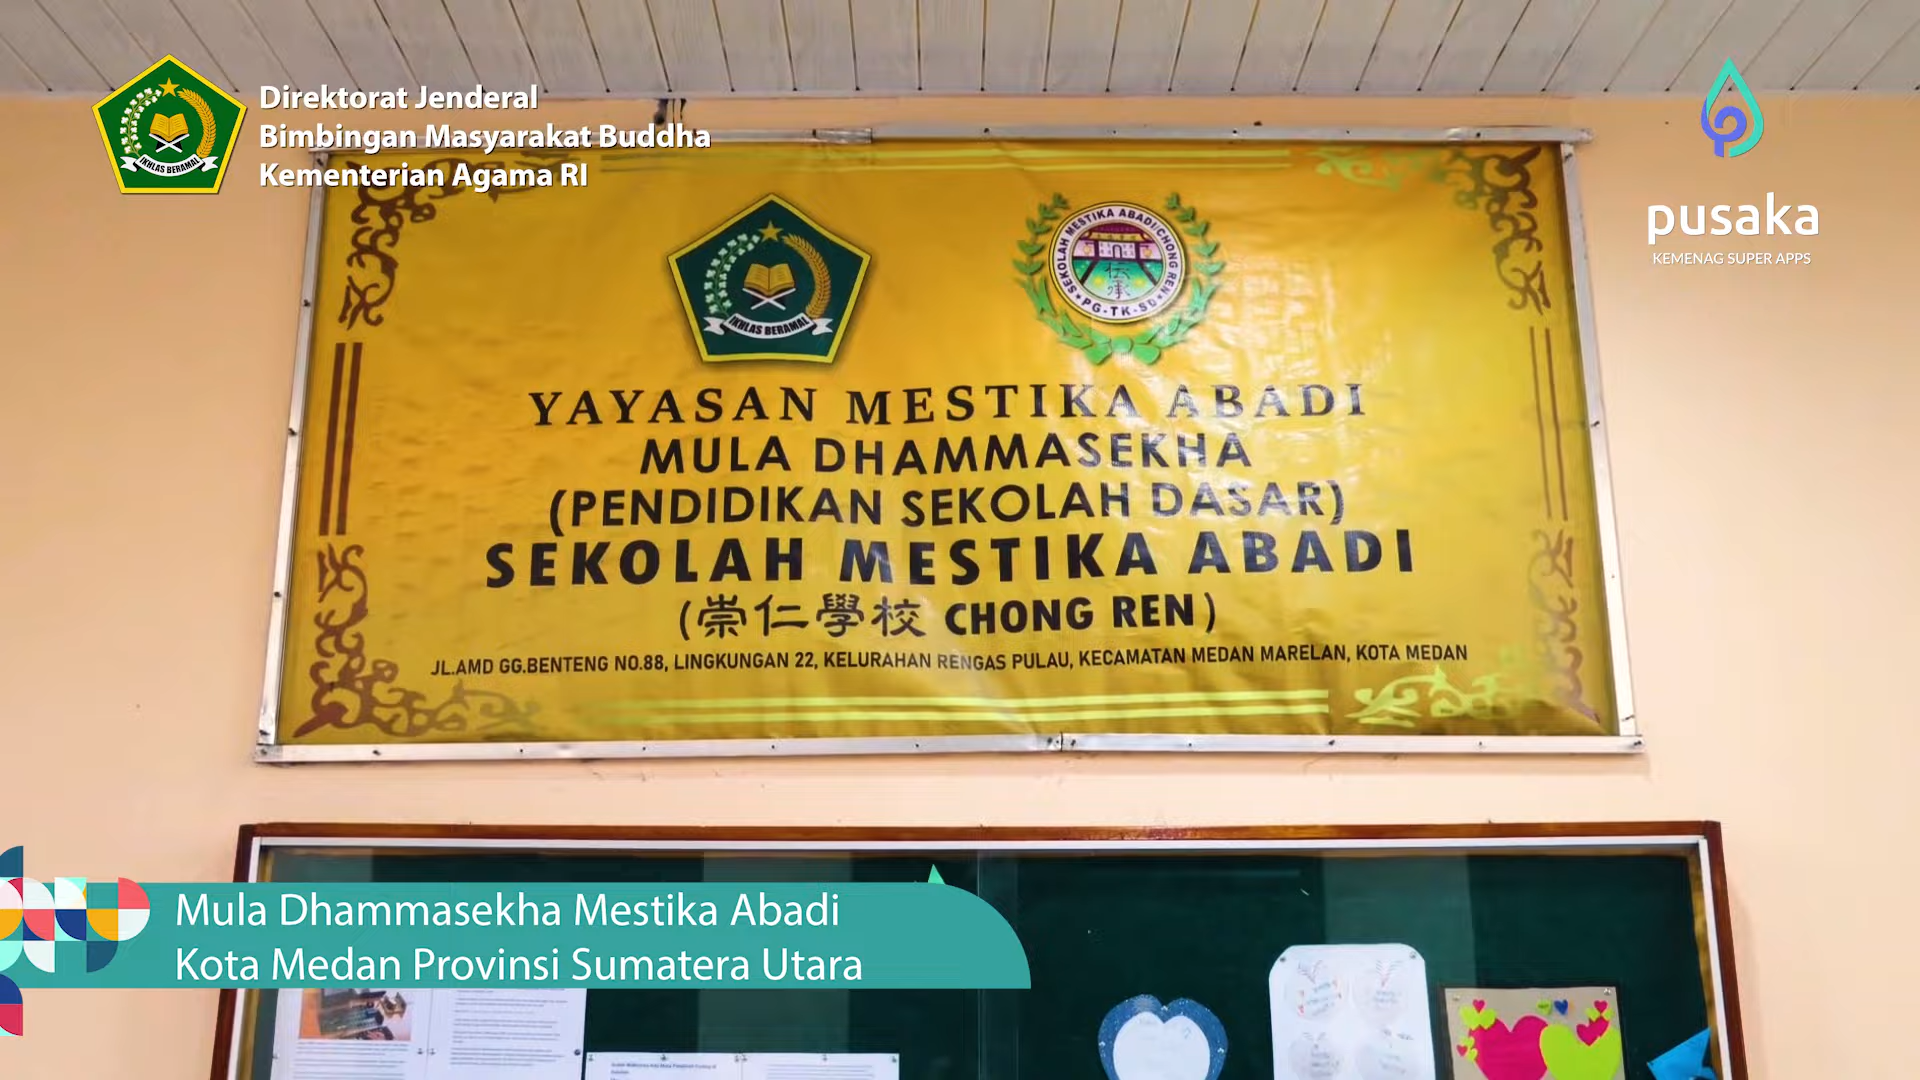 Direktorat Jenderal
Bimbingan Masyarakat Buddha
Kementerian Agama RI
IKHLAS BERAMAL
pusaka
KEMENAG SUPER APPS
IKHLAS BERAMAL
SEKOLAH MESTIKA ABADI/CHONG REN
PG-TK-SD
YAYASAN MESTIKA ABADI
MULA DHAMMASEKHA
(PENDIDIKAN SEKOLAH DASAR)
SEKOLAH MESTIKA ABADI
(崇仁學校 CHONG REN)
JL.AMD GG.BENTENG NO.88, LINGKUNGAN 22, KELURAHAN RENGAS PULAU, KECAMATAN MEDAN MARELAN, KOTA MEDAN
Mula Dhammasekha Mestika Abadi
Kota Medan Provinsi Sumatera Utara